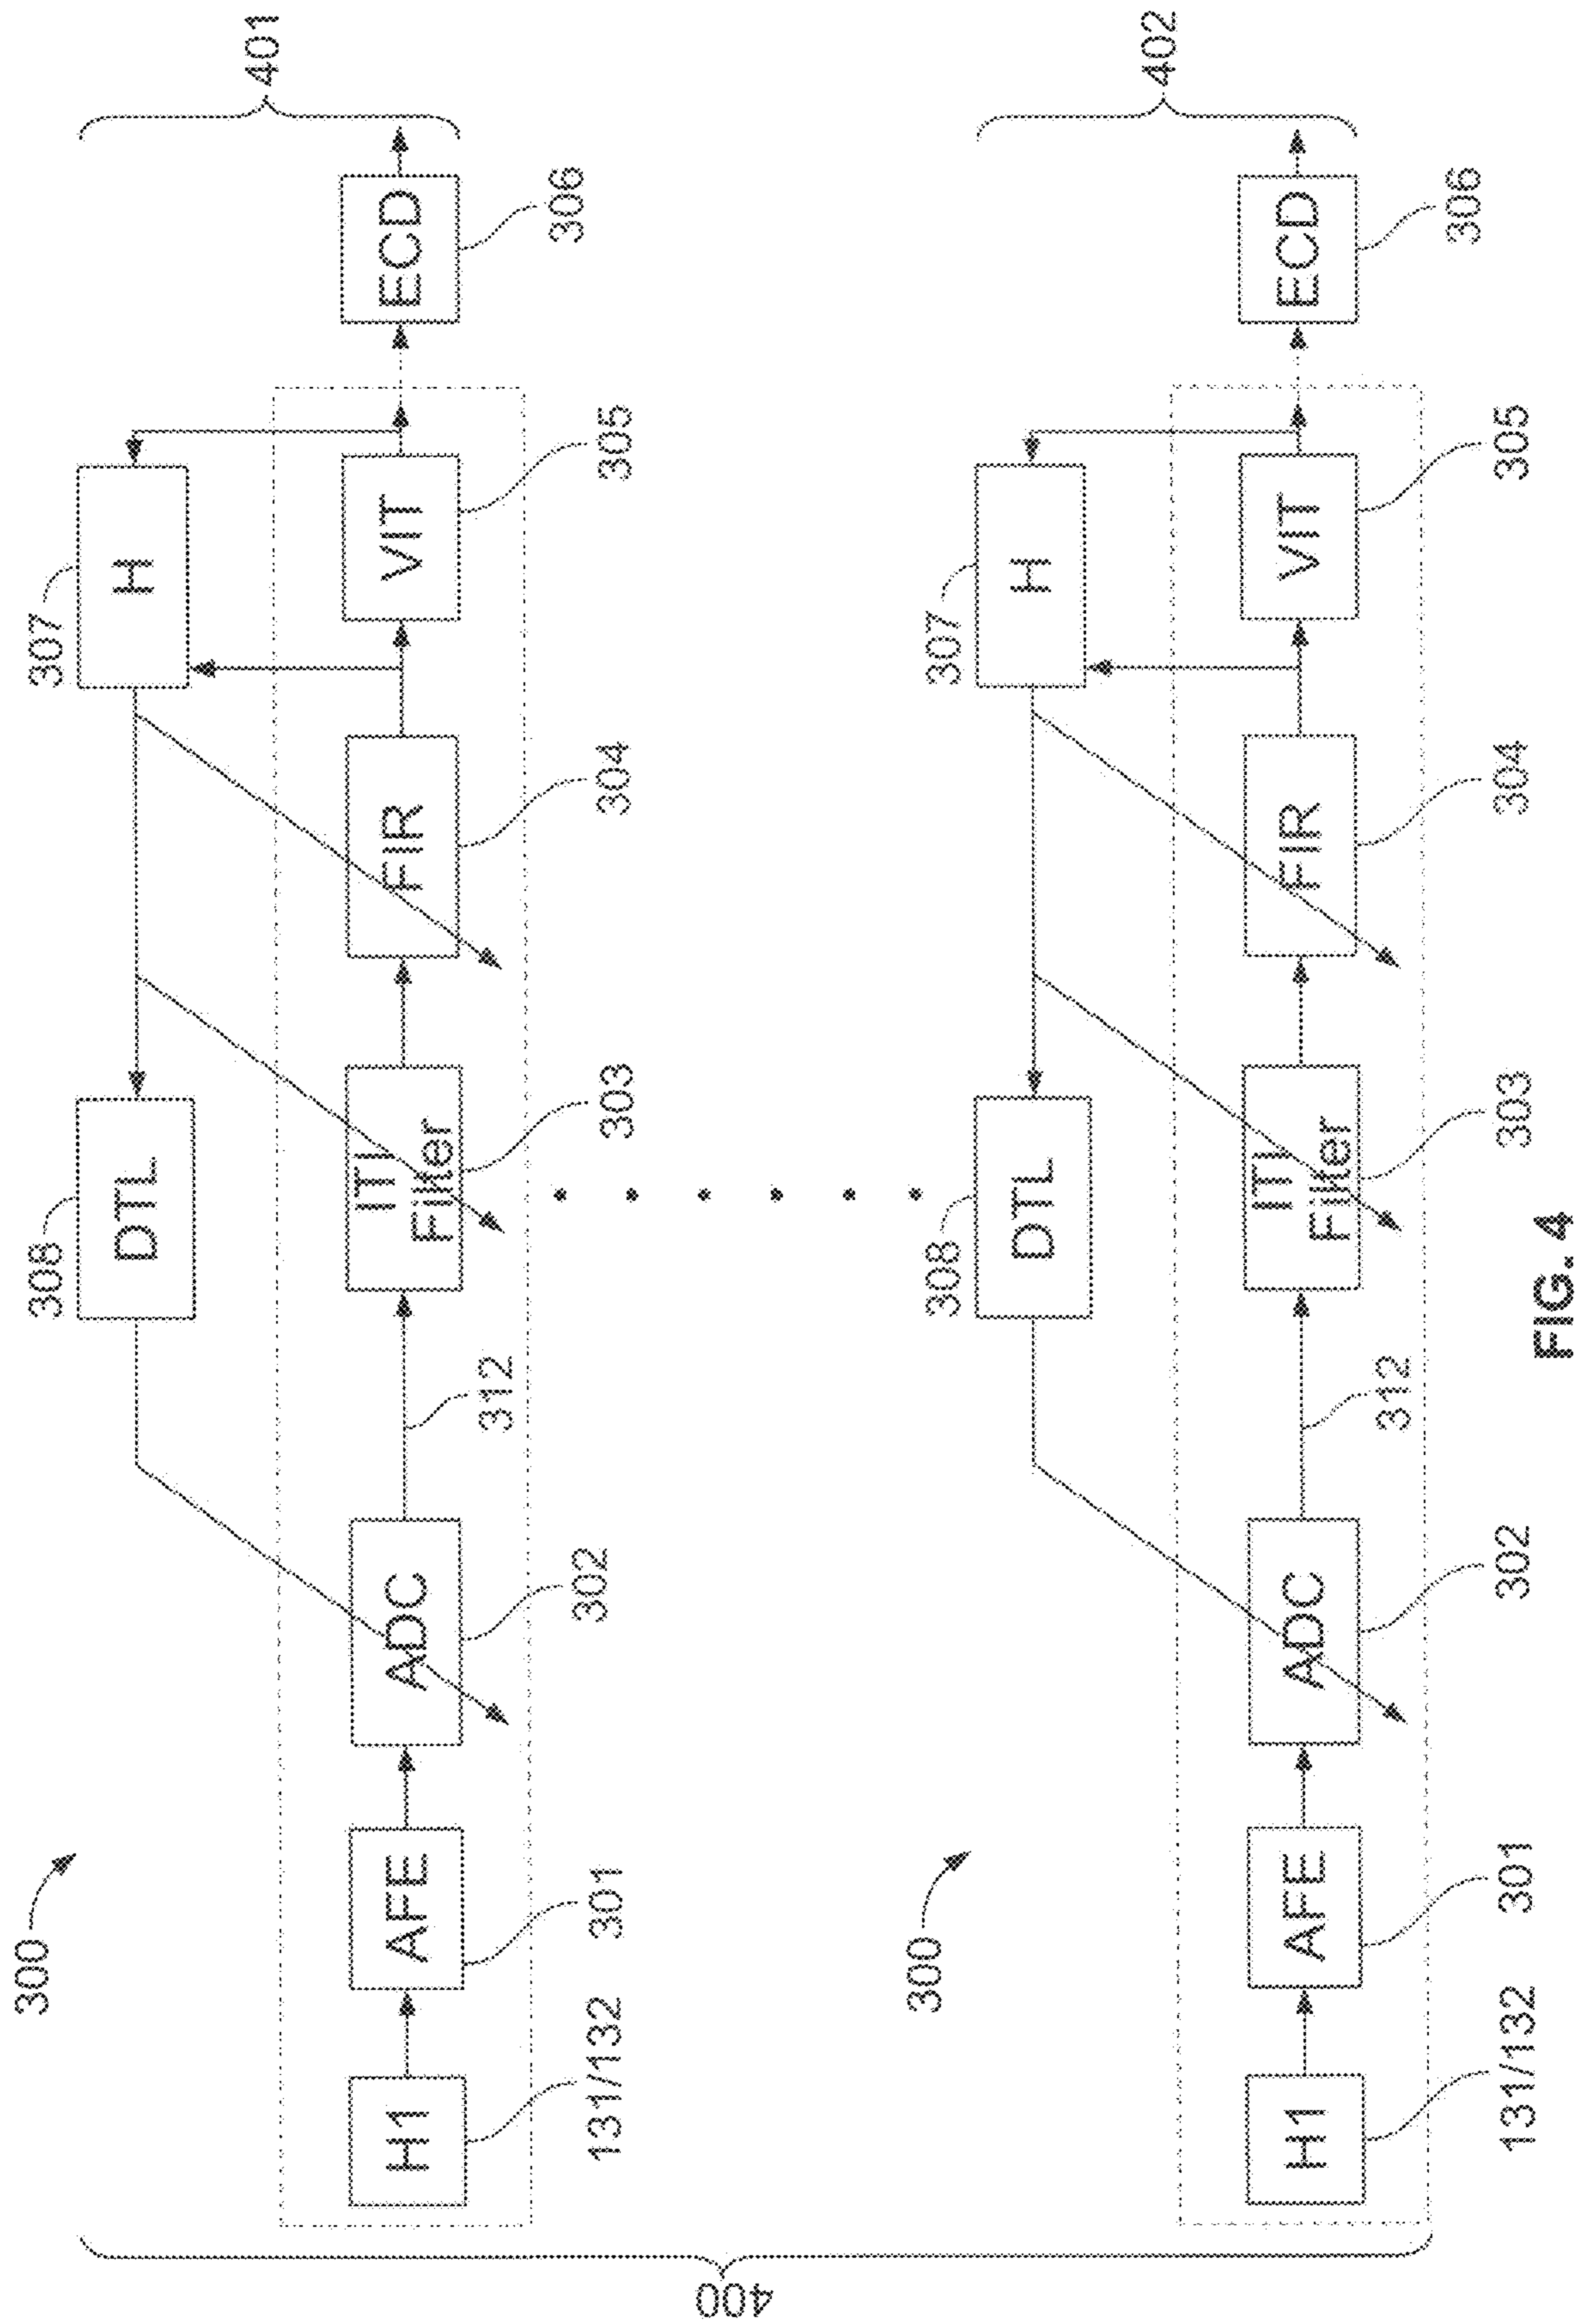 300
308
DTL
307
H
401
H1
AFE
ADC
ITI
Filter
FIR
VIT
ECD
131/132
301
302
312
303
304
305
306
400
300
308
DTL
307
H
402
H1
AFE
ADC
ITI
Filter
FIR
VIT
ECD
131/132
301
302
312
303
304
305
306
FIG. 4